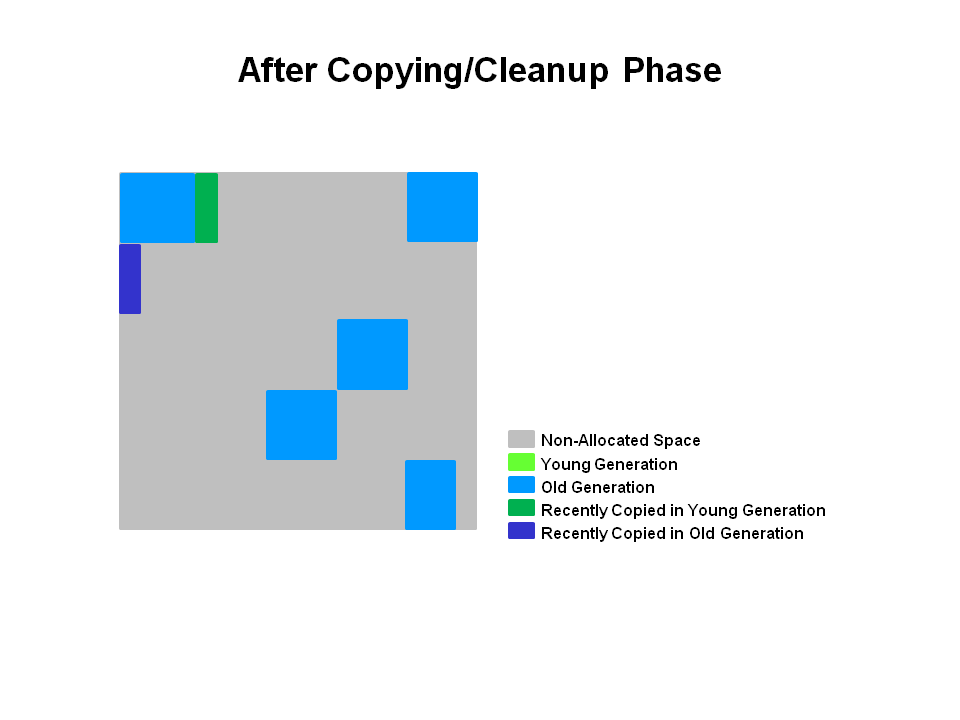 After Copying/Cleanup Phase
Non-Allocated Space
Young Generation
Old Generation
Recently Copied in Young Generation
Recently Copied in Old Generation